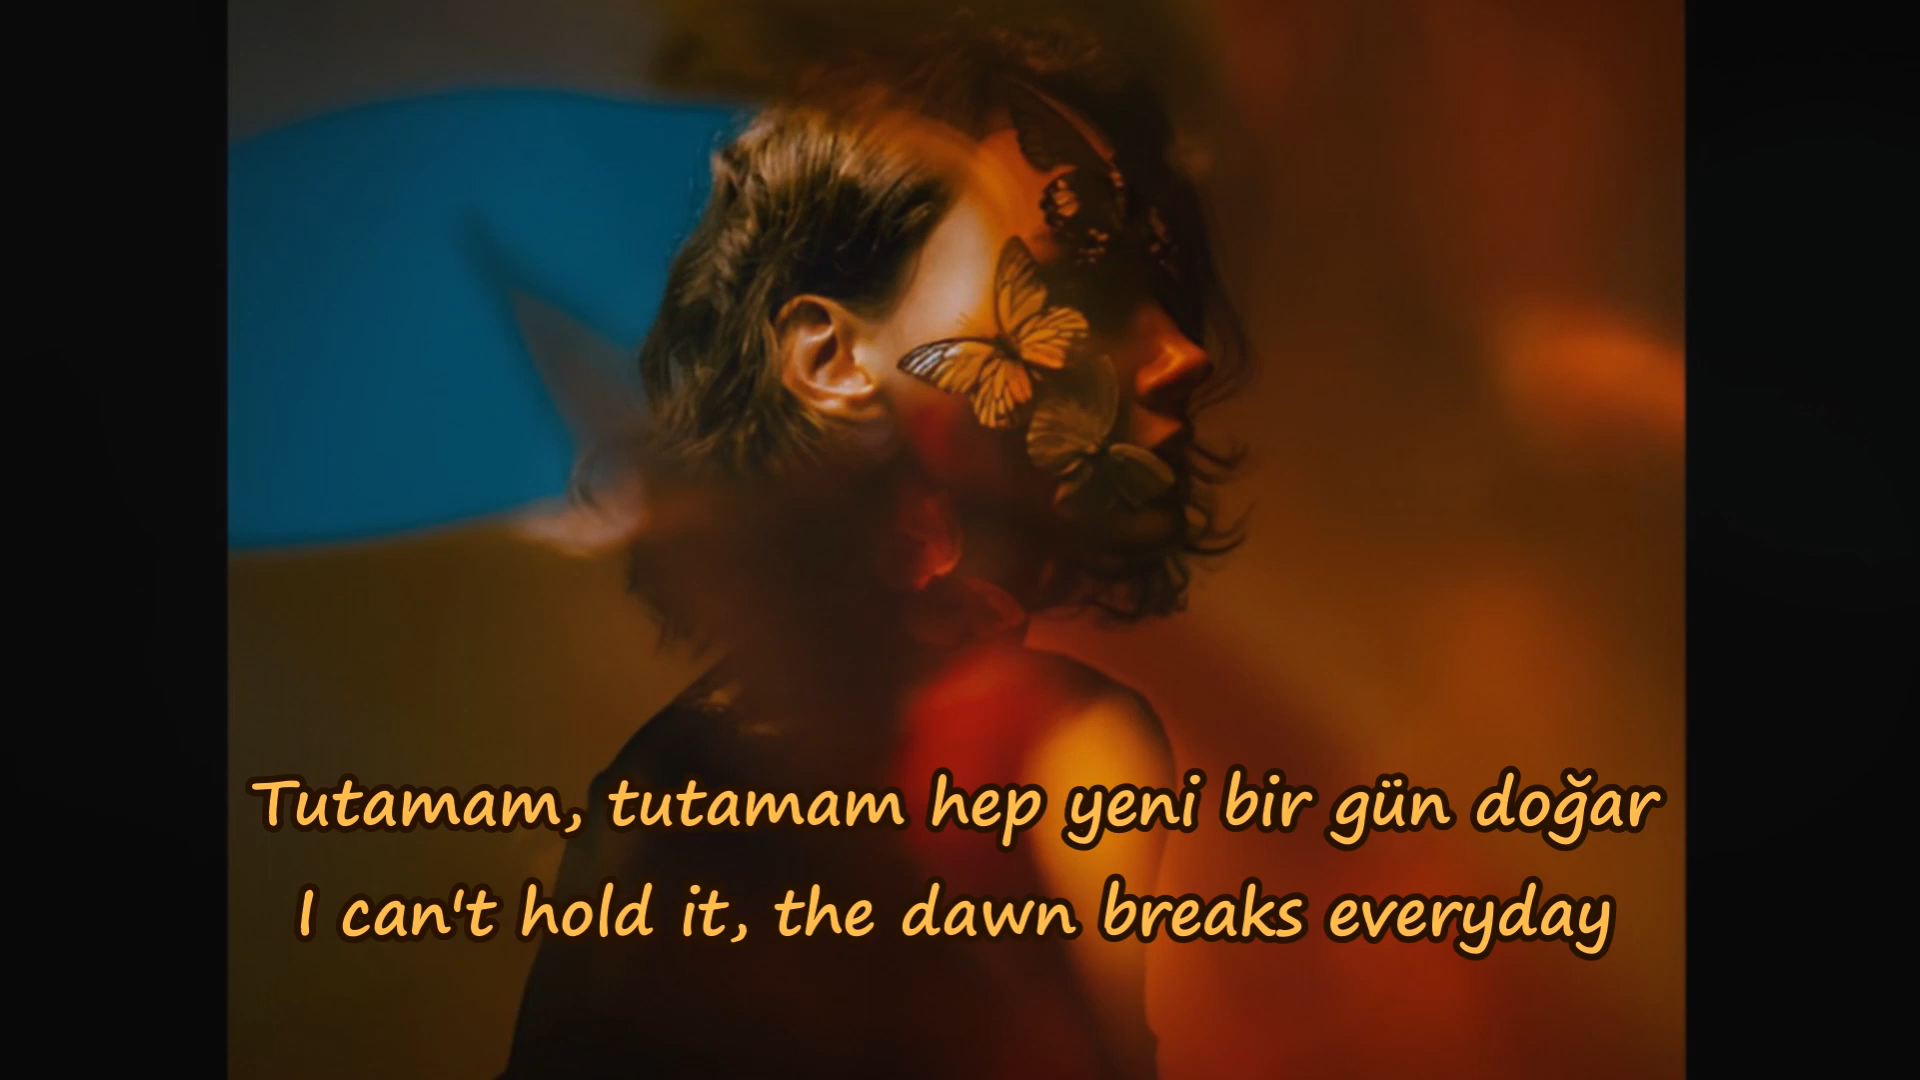 Tutamam, tutamam hep yeni bir gün doğar
I can't hold it, the dawn breaks everyday